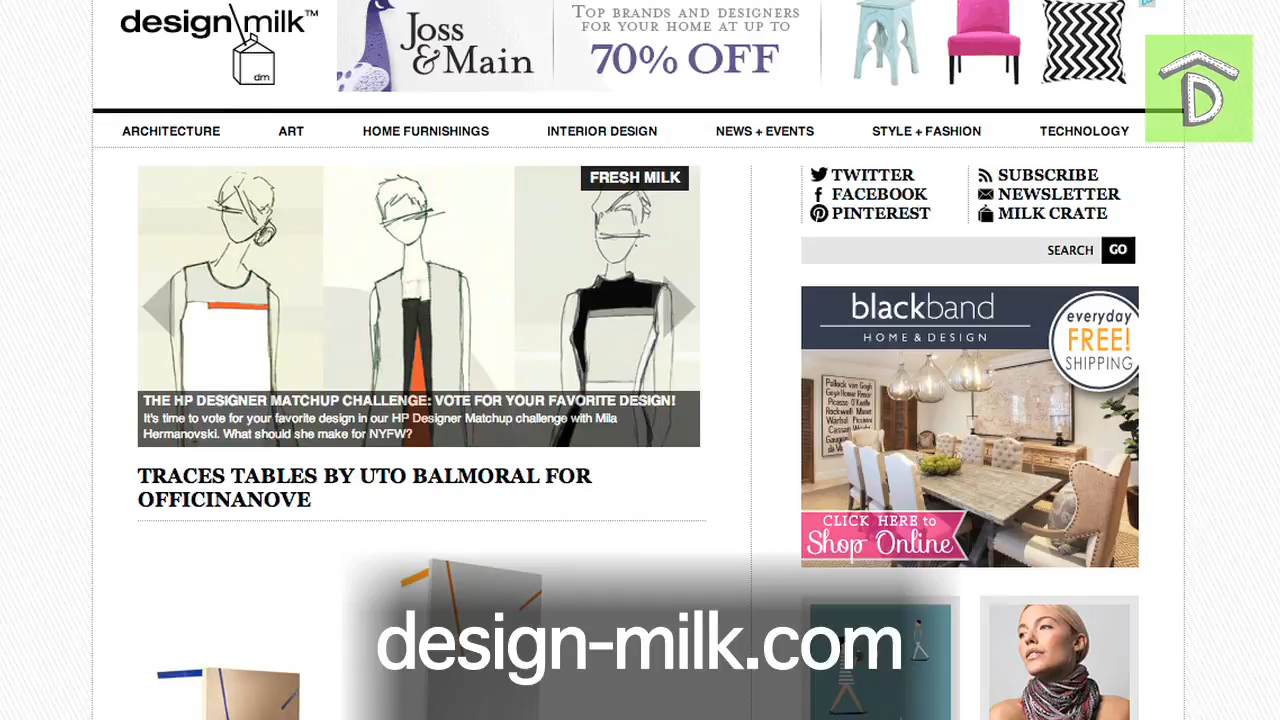 design\milk™
dm
Joss
&Main
TOP BRANDS AND DESIGNERS
FOR YOUR HOME AT UP TO
70% OFF
D
ARCHITECTURE ART HOME FURNISHINGS INTERIOR DESIGN NEWS + EVENTS STYLE + FASHION TECHNOLOGY
FRESH MILK
THE HP DESIGNER MATCHUP CHALLENGE: VOTE FOR YOUR FAVORITE DESIGN!
It's time to vote for your favorite design in our HP Designer Matchup challenge with Mila
Hermanovski. What should she make for NYFW?
TWITTER SUBSCRIBE
FACEBOOK NEWSLETTER
PINTEREST MILK CRATE
SEARCH GO
blackband
HOME & DESIGN
everyday
FREE!
SHIPPING
CLICK HERE to
Shop Online
TRACES TABLES BY UTO BALMORAL FOR
OFFICINANOVE
design-milk.com